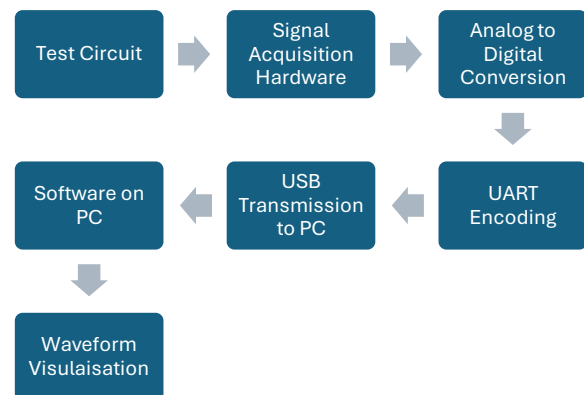 Test Circuit
Signal
Acquisition
Hardware
Analog to
Digital
Conversion
UART
Encoding
USB
Transmission
to PC
Software on
PC
Waveform
Visulaisation